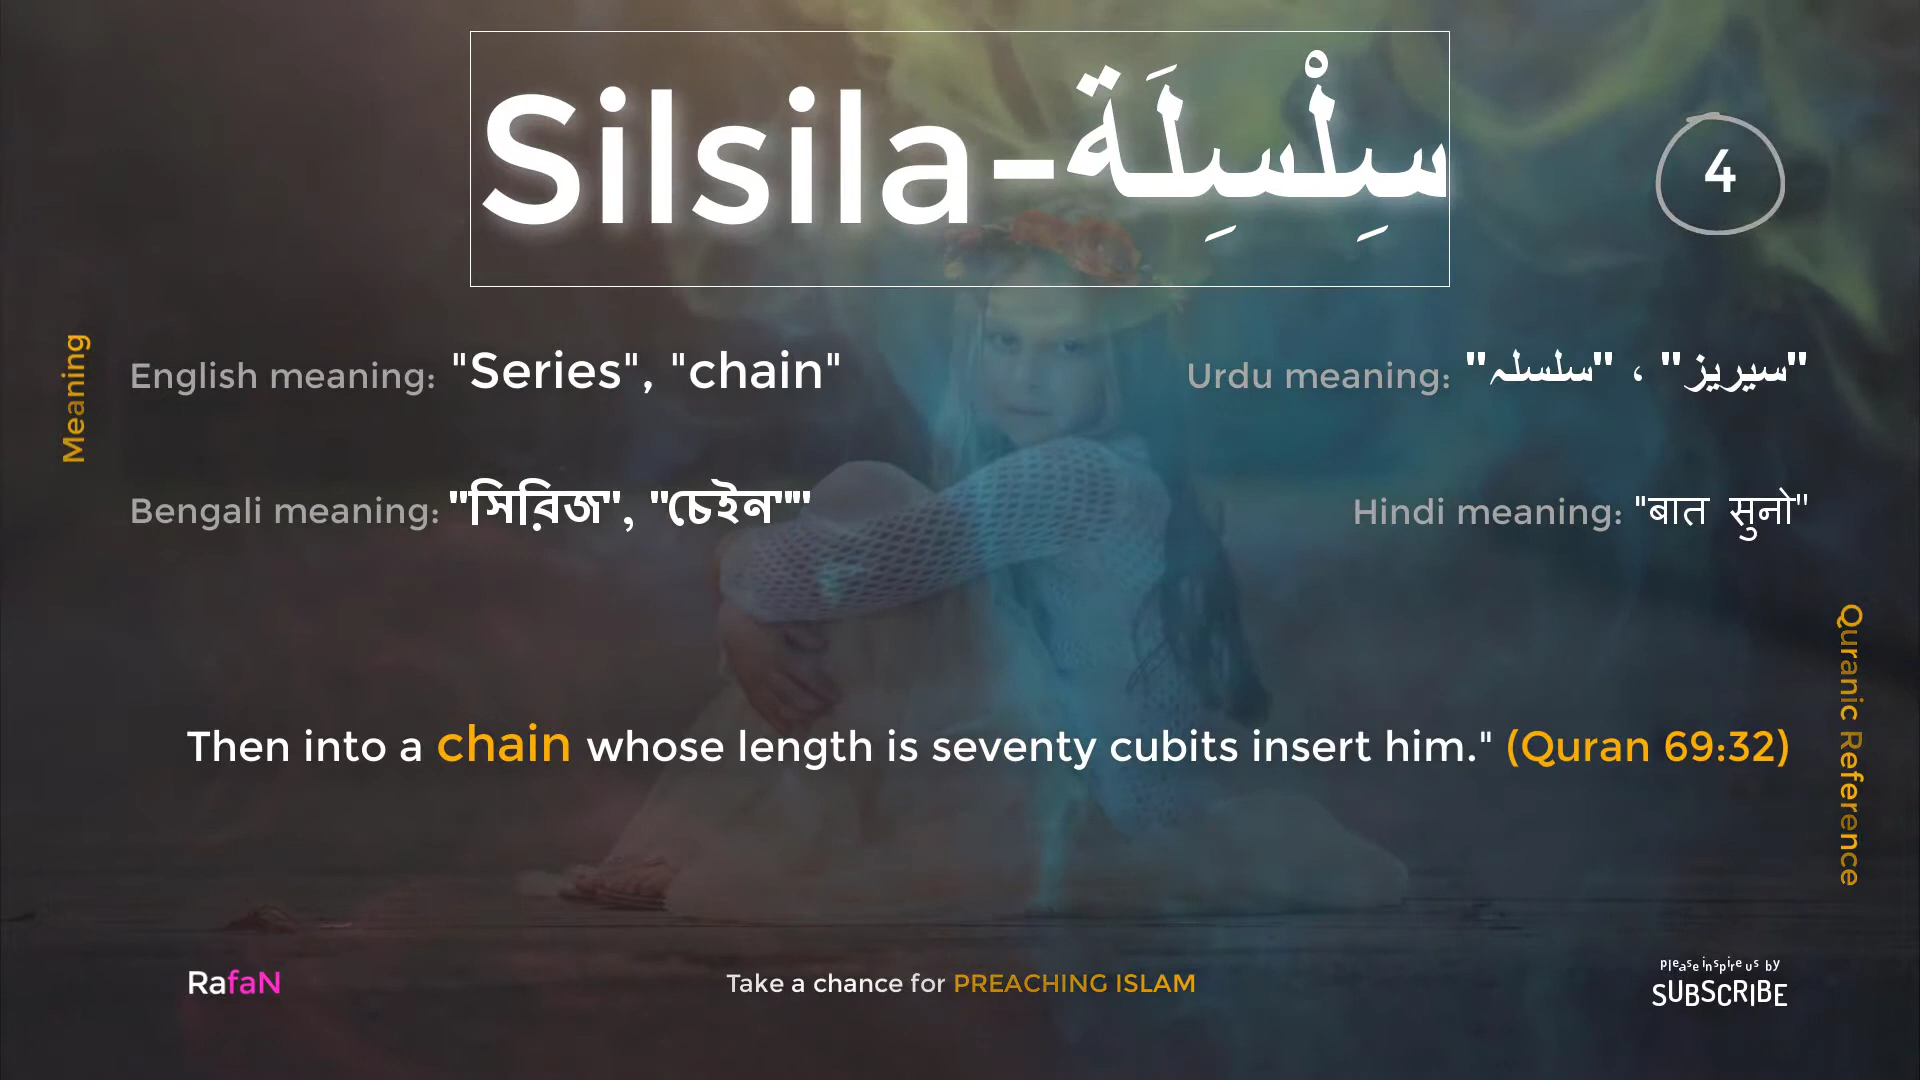 Silsila-سِلْسِلَة
4
Meaning
English meaning: "Series", "chain"
Urdu meaning: "سیریز" ، "سلسلہ"
Bengali meaning: "সিরিজ", "চেইন""
Hindi meaning: "बात सुनो"
Quranic Reference
Then into a chain whose length is seventy cubits insert him." (Quran 69:32)
RafaN
Take a chance for PREACHING ISLAM
please inspire us by
SUBSCRIBE